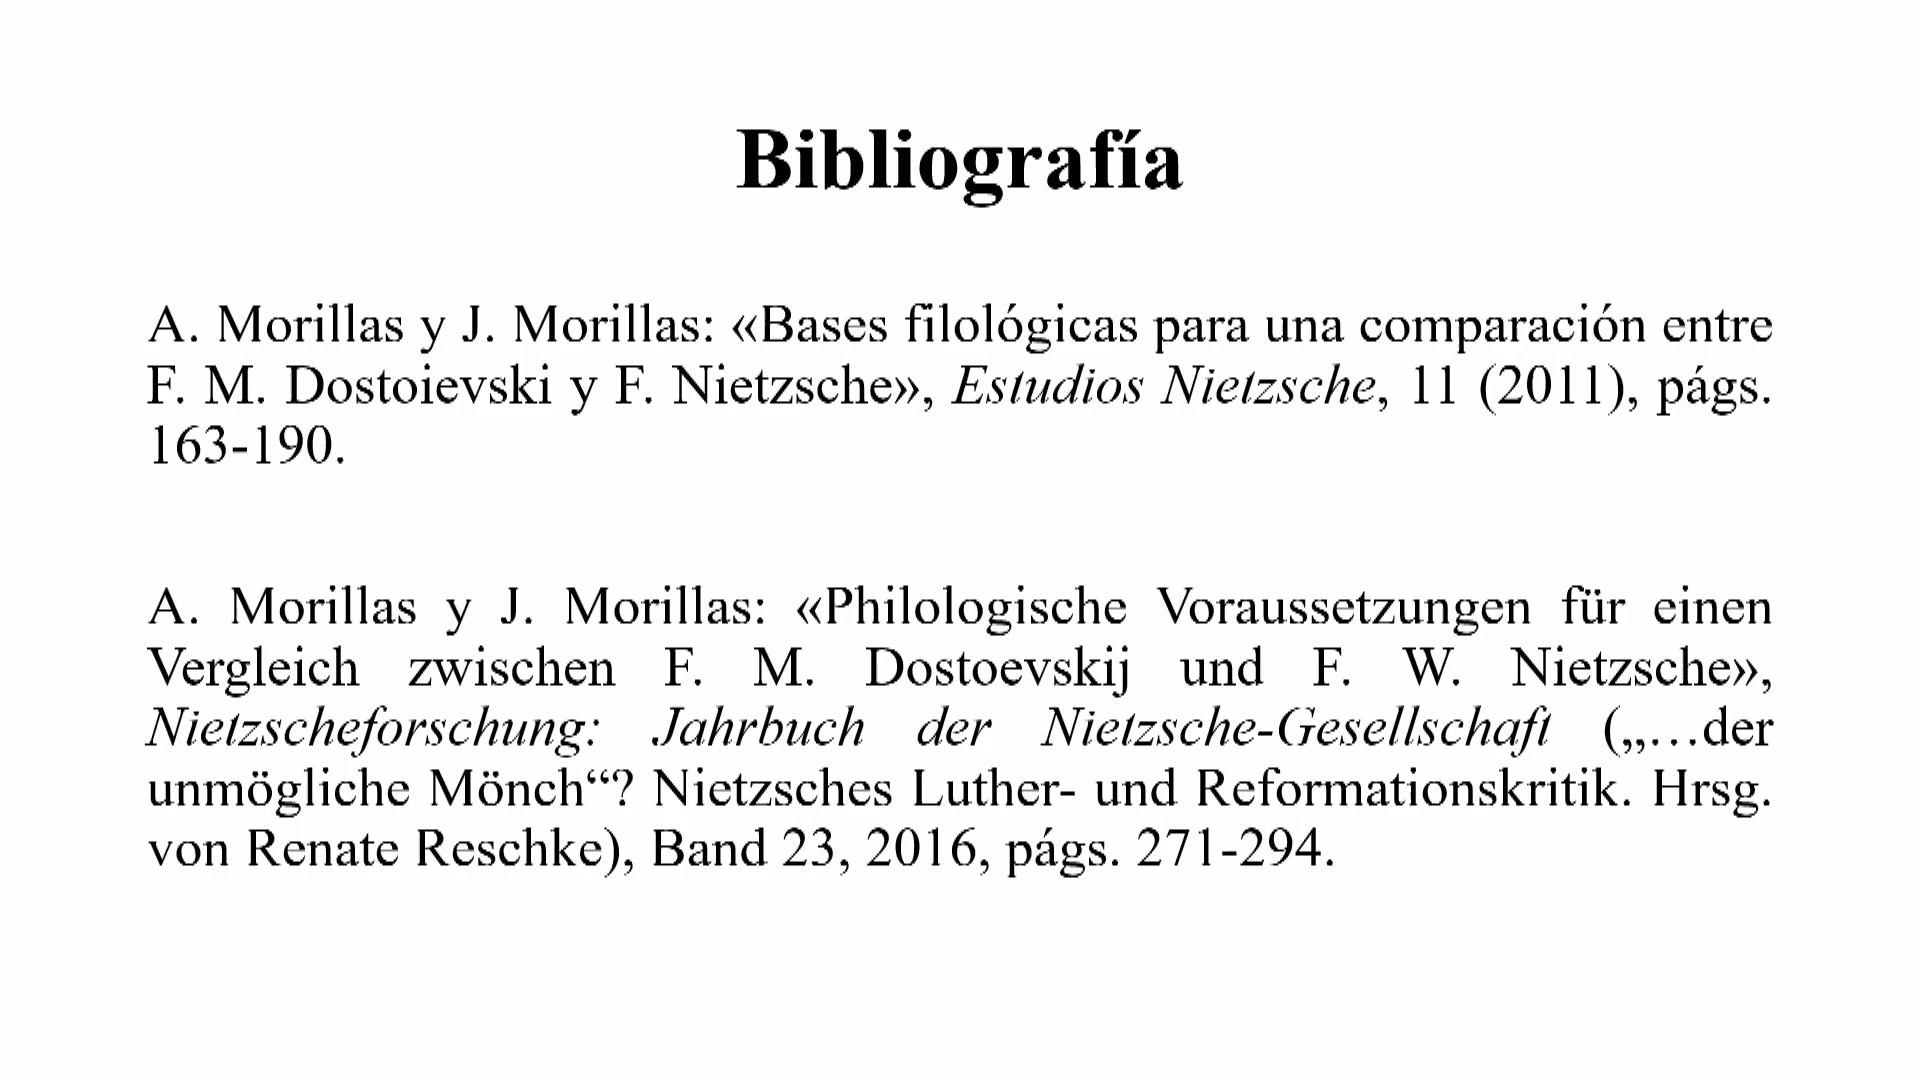 Bibliografía
A. Morillas y J. Morillas: «Bases filológicas para una comparación entre
F. M. Dostoievski y F. Nietzsche», Estudios Nietzsche, 11 (2011), págs.
163-190.
A. Morillas y J. Morillas: «Philologische Voraussetzungen für einen
Vergleich zwischen F. M. Dostoevskij und F. W. Nietzsche»,
Nietzscheforschung: Jahrbuch der Nietzsche-Gesellschaft („…der
unmögliche Mönch“? Nietzsches Luther- und Reformationskritik. Hrsg.
von Renate Reschke), Band 23, 2016, págs. 271-294.